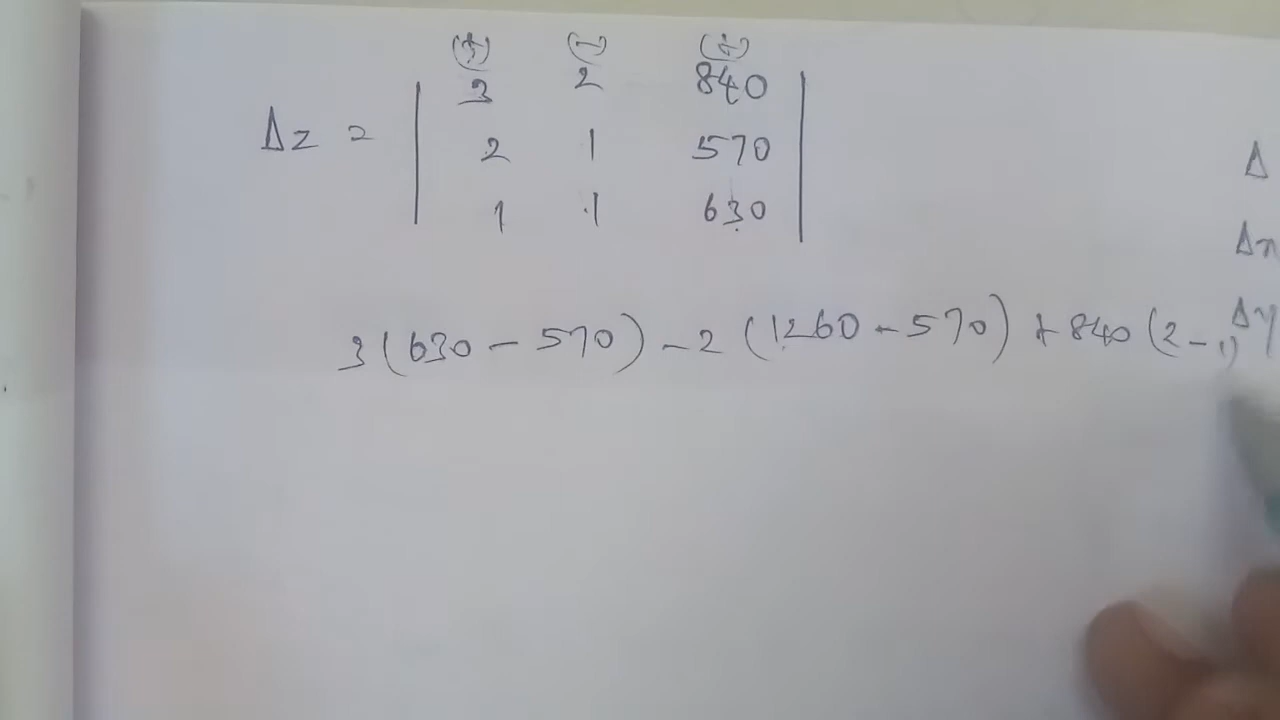 (+) (-) (+)
Δz = | 3 2 840 |
| 2 1 570 |
| 1 1 630 |
3(630-570)-2(1260-570)+840(2-1)
Δ
Δx
Δy